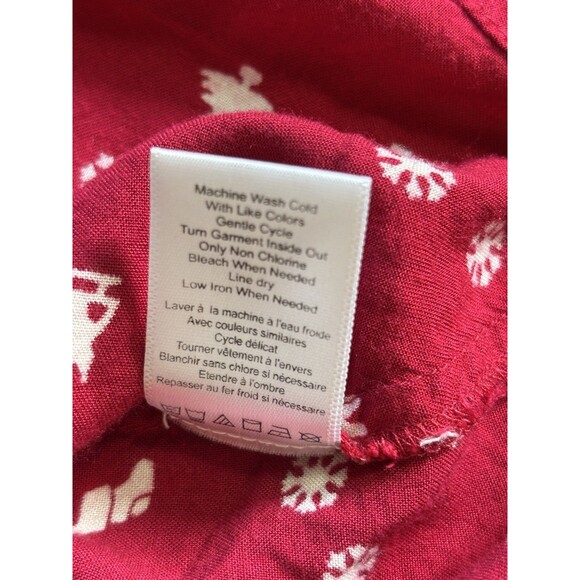 Machine Wash Cold
With Like Colors
Gentle Cycle
Turn Garment Inside Out
Only Non Chlorine
Bleach When Needed
Line dry
Low Iron When Needed
Laver à la machine à l'eau froide
Avec couleurs similaires
Cycle délicat
Tourner vêtement à l'envers
Blanchir sans chlore si nécessaire
Etendre à l'ombre
Repasser au fer froid si nécessaire